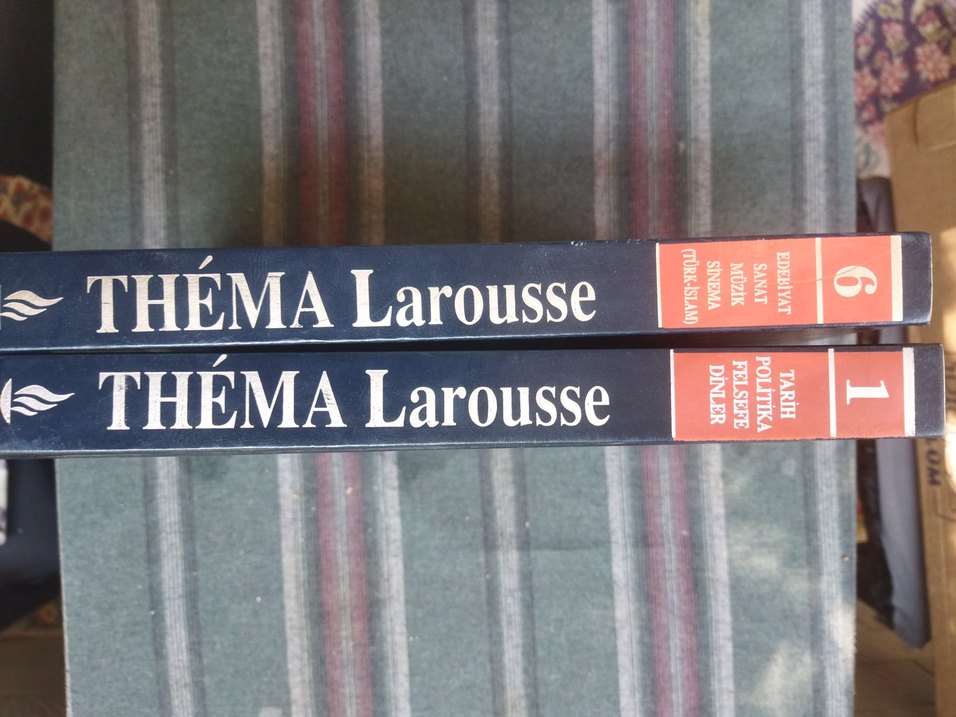 THÉMA Larousse
EDEBİYAT
SANAT
MÜZİK
SİNEMA
(TÜRK-İSLAM)
6
THÉMA Larousse
TARİH
POLİTİKA
FELSEFE
DİNLER
1